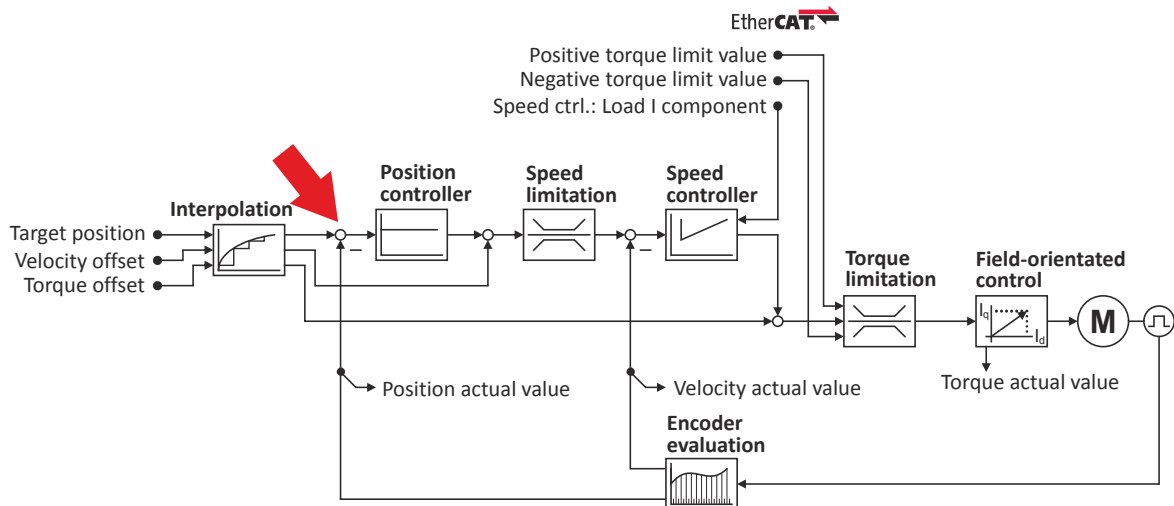 EtherCAT®
Positive torque limit value
Negative torque limit value
Speed ctrl.: Load I component
Position
controller
Speed
limitation
Speed
controller
Interpolation
Target position
Velocity offset
Torque offset
–
–
Torque
limitation
Field-orientated
control
Iq
Id
M
Position actual value
Velocity actual value
Torque actual value
Encoder
evaluation